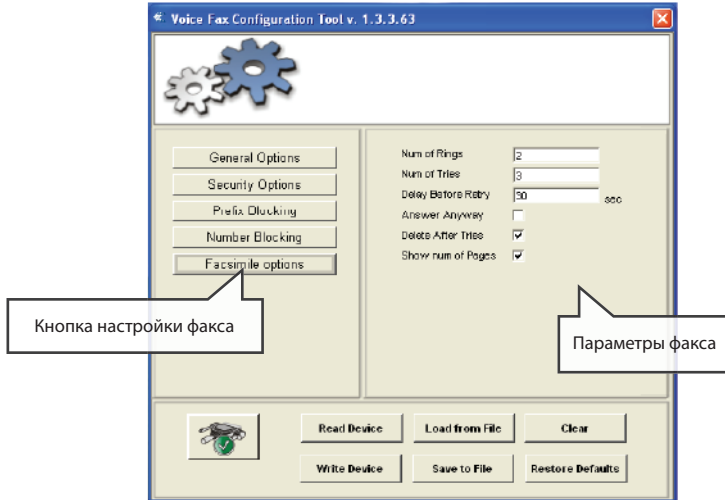 Voice Fax Configuration Tool v. 1.3.3.63
General Options
Security Options
Prefix Blocking
Number Blocking
Facsimile options
Num of Rings 2
Num of Tries 3
Delay Before Retry 30 sec
Answer Anyway
Delete After Tries
Show num of Pages
Кнопка настройки факса
Параметры факса
Read Device Load from File Clear
Write Device Save to File Restore Defaults